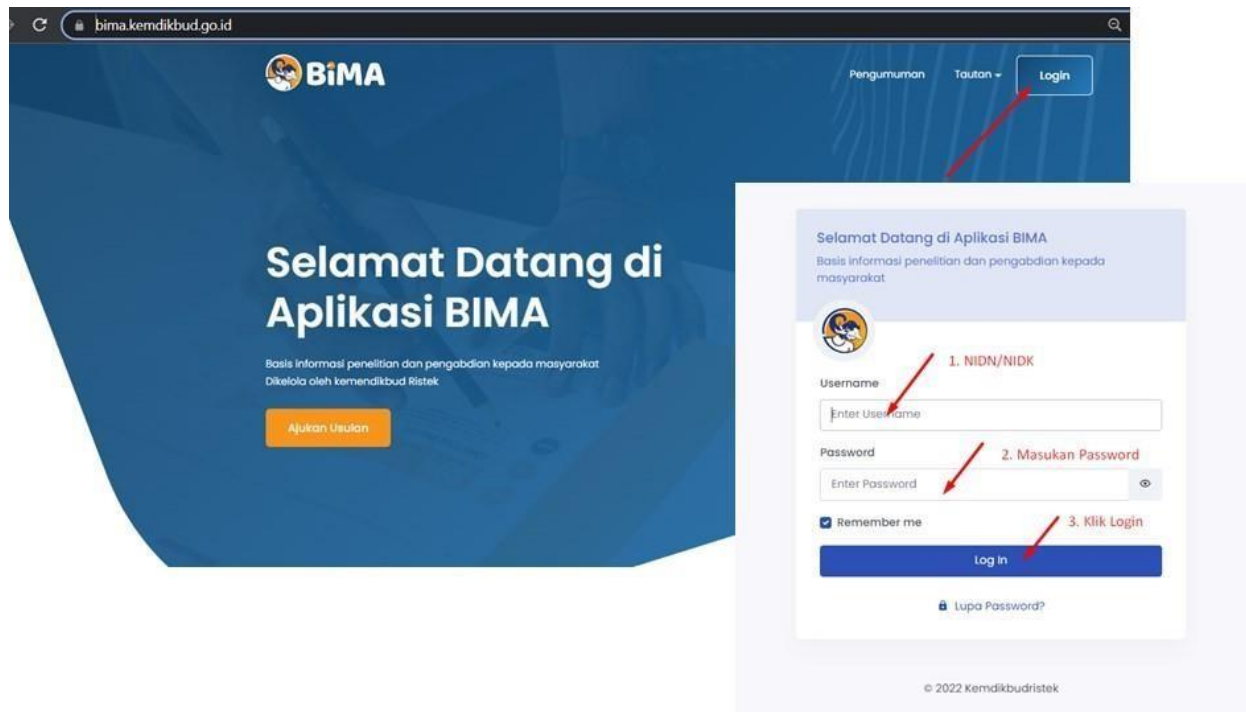 bima.kemdikbud.go.id
BiMA
Pengumuman
Tautan
Login
Selamat Datang di
Aplikasi BIMA
Basis informasi penelitian dan pengabdian kepada masyarakat
Dikelola oleh kemendikbud Ristek
Ajukan Usulan
Selamat Datang di Aplikasi BIMA
Basis informasi penelitian dan pengabdian kepada
masyarakat
1. NIDN/NIDK
Username
Enter Username
Password
2. Masukan Password
Enter Password
Remember me
3. Klik Login
Log In
Lupa Password?
© 2022 Kemdikbudristek